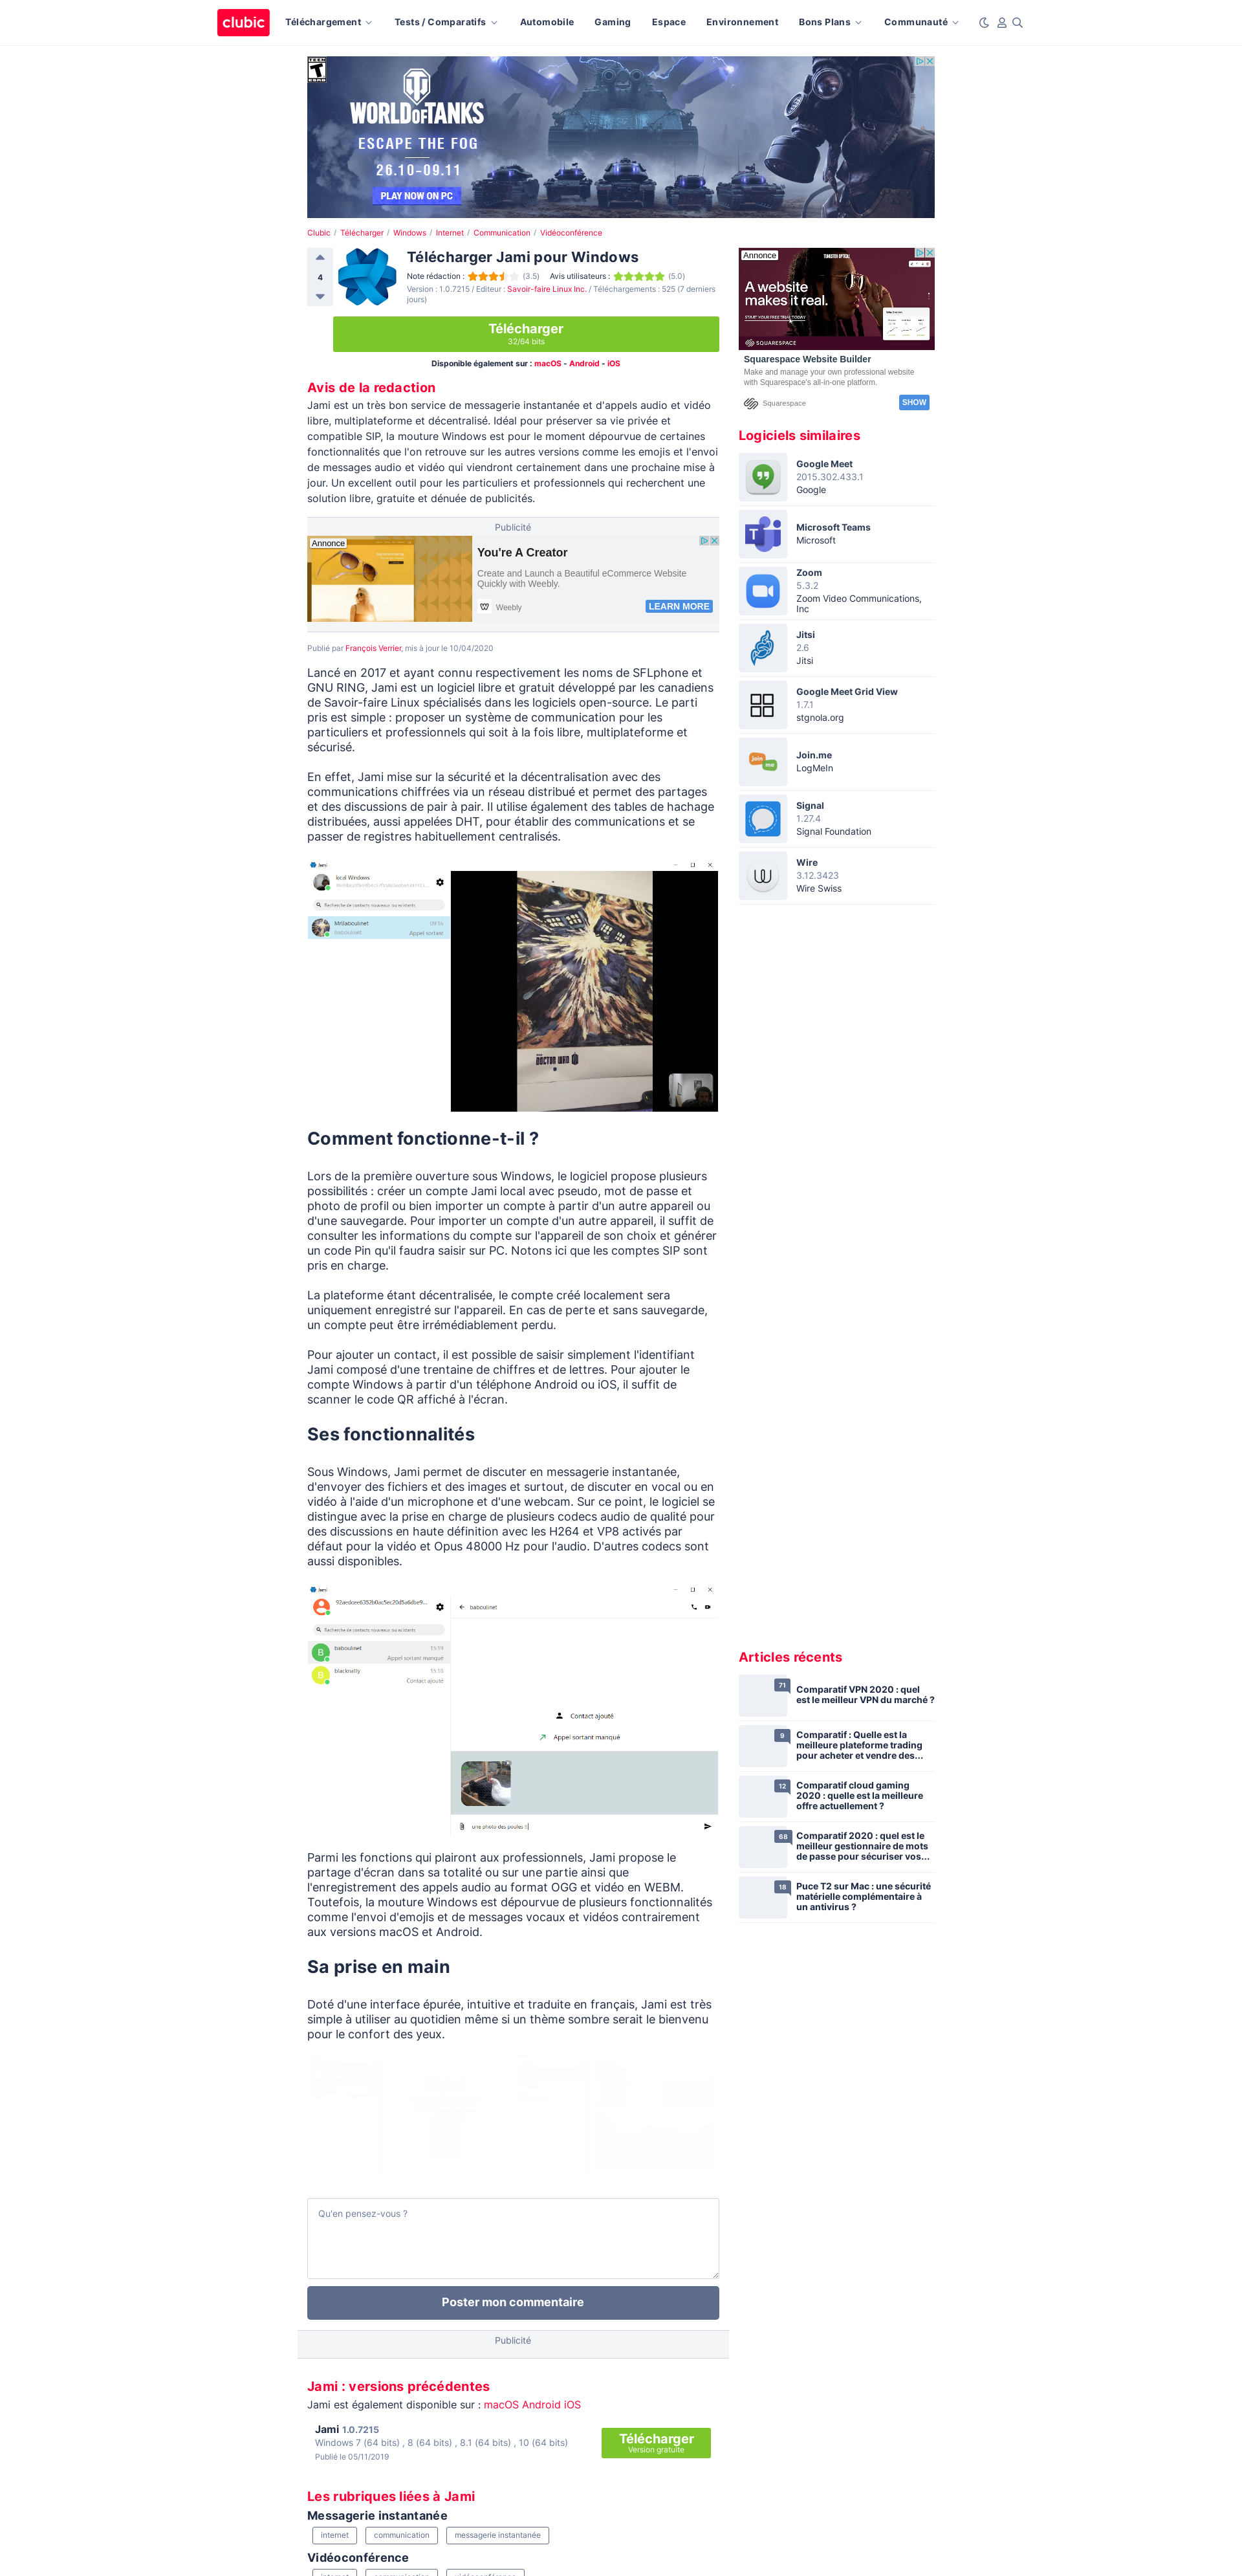 clubic
Téléchargement
Tests / Comparatifs
Automobile
Gaming
Espace
Environnement
Bons Plans
Communauté
WORLD OF TANKS
ESCAPE THE FOG
26.10–09.11
PLAY NOW ON PC
Clubic / Télécharger / Windows / Internet / Communication / Vidéoconférence
4
Télécharger Jami pour Windows
Note rédaction : (3.5) Avis utilisateurs : (5.0)
Version : 1.0.7215 / Editeur : Savoir-faire Linux Inc. / Téléchargements : 525 (7 derniers
jours)
Télécharger
32/64 bits
Disponible également sur : macOS - Android - iOS
Avis de la redaction
Jami est un très bon service de messagerie instantanée et d'appels audio et vidéo
libre, multiplateforme et décentralisé. Idéal pour préserver sa vie privée et
compatible SIP, la mouture Windows est pour le moment dépourvue de certaines
fonctionnalités que l'on retrouve sur les autres versions comme les emojis et l'envoi
de messages audio et vidéo qui viendront certainement dans une prochaine mise à
jour. Un excellent outil pour les particuliers et professionnels qui recherchent une
solution libre, gratuite et dénuée de publicités.
Publicité
Annonce
You're A Creator
Create and Launch a Beautiful eCommerce Website
Quickly with Weebly.
Weebly
LEARN MORE
Publié par François Verrier, mis à jour le 10/04/2020
Lancé en 2017 et ayant connu respectivement les noms de SFLphone et
GNU RING, Jami est un logiciel libre et gratuit développé par les canadiens
de Savoir-faire Linux spécialisés dans les logiciels open-source. Le parti
pris est simple : proposer un système de communication pour les
particuliers et professionnels qui soit à la fois libre, multiplateforme et
sécurisé.
En effet, Jami mise sur la sécurité et la décentralisation avec des
communications chiffrées via un réseau distribué et permet des partages
et des discussions de pair à pair. Il utilise également des tables de hachage
distribuées, aussi appelées DHT, pour établir des communications et se
passer de registres habituellement centralisés.
Jami
local Windows
Recherche de contacts nouveaux ou existants
Mrllaboulinet
baboulinet
Appel sortant
DOCTOR WHO
Comment fonctionne-t-il ?
Lors de la première ouverture sous Windows, le logiciel propose plusieurs
possibilités : créer un compte Jami local avec pseudo, mot de passe et
photo de profil ou bien importer un compte à partir d'un autre appareil ou
d'une sauvegarde. Pour importer un compte d'un autre appareil, il suffit de
consulter les informations du compte sur l'appareil de son choix et générer
un code Pin qu'il faudra saisir sur PC. Notons ici que les comptes SIP sont
pris en charge.
La plateforme étant décentralisée, le compte créé localement sera
uniquement enregistré sur l'appareil. En cas de perte et sans sauvegarde,
un compte peut être irrémédiablement perdu.
Pour ajouter un contact, il est possible de saisir simplement l'identifiant
Jami composé d'une trentaine de chiffres et de lettres. Pour ajouter le
compte Windows à partir d'un téléphone Android ou iOS, il suffit de
scanner le code QR affiché à l'écran.
Ses fonctionnalités
Sous Windows, Jami permet de discuter en messagerie instantanée,
d'envoyer des fichiers et des images et surtout, de discuter en vocal ou en
vidéo à l'aide d'un microphone et d'une webcam. Sur ce point, le logiciel se
distingue avec la prise en charge de plusieurs codecs audio de qualité pour
des discussions en haute définition avec les H264 et VP8 activés par
défaut pour la vidéo et Opus 48000 Hz pour l'audio. D'autres codecs sont
aussi disponibles.
Jami
92aedcee6352b0ac5ec20d5a6dbe9...
Recherche de contacts nouveaux ou existants
B
baboulinet
15:19
Appel sortant manqué
B
blacknally
15:18
Contact ajouté
baboulinet
Contact ajouté
Appel sortant manqué
une photo des poules !!
Parmi les fonctions qui plairont aux professionnels, Jami propose le
partage d'écran dans sa totalité ou sur une partie ainsi que
l'enregistrement des appels audio au format OGG et vidéo en WEBM.
Toutefois, la mouture Windows est dépourvue de plusieurs fonctionnalités
comme l'envoi d'emojis et de messages vocaux et vidéos contrairement
aux versions macOS et Android.
Sa prise en main
Doté d'une interface épurée, intuitive et traduite en français, Jami est très
simple à utiliser au quotidien même si un thème sombre serait le bienvenu
pour le confort des yeux.
Qu'en pensez-vous ?
Poster mon commentaire
Publicité
Jami : versions précédentes
Jami est également disponible sur : macOS Android iOS
Jami 1.0.7215
Windows 7 (64 bits) , 8 (64 bits) , 8.1 (64 bits) , 10 (64 bits)
Publié le 05/11/2019
Télécharger
Version gratuite
Les rubriques liées à Jami
Messagerie instantanée
internet
communication
messagerie instantanée
Vidéoconférence
Annonce
A website
makes it real.
START YOUR FREE TRIAL TODAY
SQUARESPACE
Squarespace Website Builder
Make and manage your own professional website
with Squarespace's all-in-one platform.
Squarespace
SHOW
Logiciels similaires
Google Meet
2015.302.433.1
Google
Microsoft Teams
Microsoft
Zoom
5.3.2
Zoom Video Communications,
Inc
Jitsi
2.6
Jitsi
Google Meet Grid View
1.7.1
stgnola.org
join
me
Join.me
LogMeIn
Signal
1.27.4
Signal Foundation
Wire
3.12.3423
Wire Swiss
Articles récents
71
Comparatif VPN 2020 : quel
est le meilleur VPN du marché ?
9
Comparatif : Quelle est la
meilleure plateforme trading
pour acheter et vendre des...
12
Comparatif cloud gaming
2020 : quelle est la meilleure
offre actuellement ?
68
Comparatif 2020 : quel est le
meilleur gestionnaire de mots
de passe pour sécuriser vos...
18
Puce T2 sur Mac : une sécurité
matérielle complémentaire à
un antivirus ?